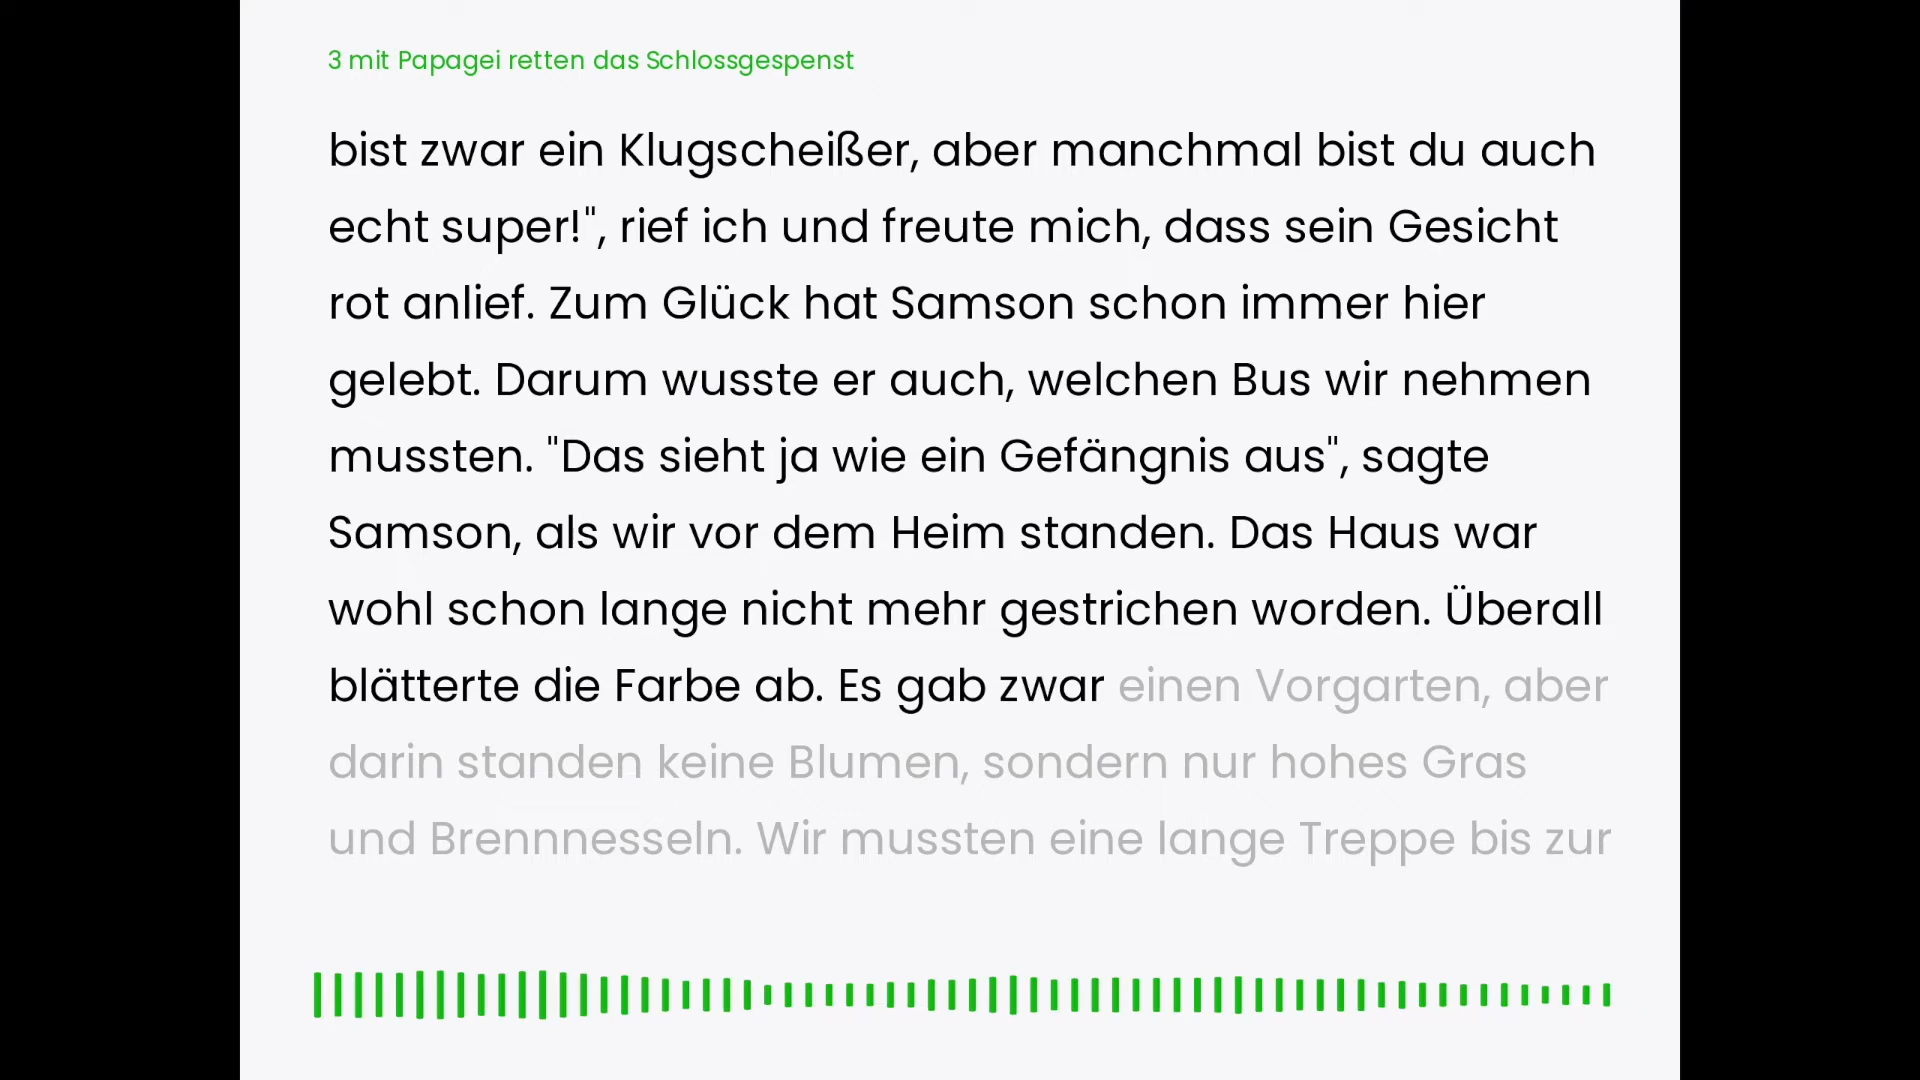 3 mit Papagei retten das Schlossgespenst
bist zwar ein Klugscheißer, aber manchmal bist du auch
echt super!", rief ich und freute mich, dass sein Gesicht
rot anlief. Zum Glück hat Samson schon immer hier
gelebt. Darum wusste er auch, welchen Bus wir nehmen
mussten. "Das sieht ja wie ein Gefängnis aus", sagte
Samson, als wir vor dem Heim standen. Das Haus war
wohl schon lange nicht mehr gestrichen worden. Überall
blätterte die Farbe ab. Es gab zwar einen Vorgarten, aber
darin standen keine Blumen, sondern nur hohes Gras
und Brennnesseln. Wir mussten eine lange Treppe bis zur